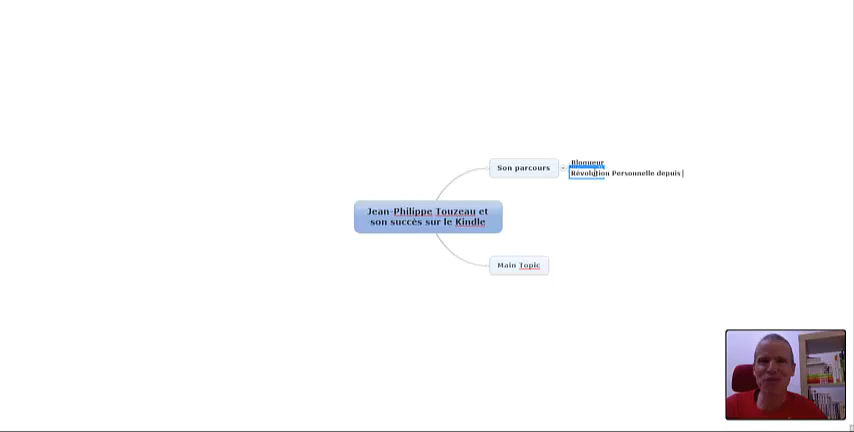 Blogueur
Son parcours
Révolution Personnelle depuis
Jean-Philippe Touzeau et
son succès sur le Kindle
Main Topic